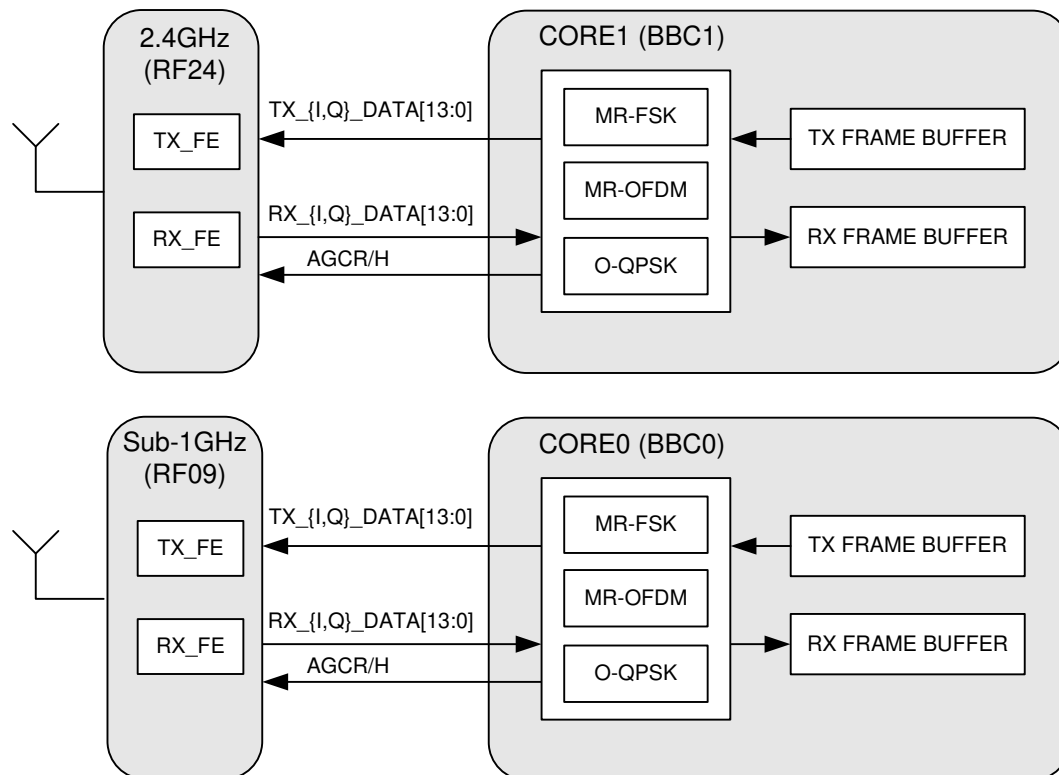 2.4GHz
(RF24)
TX_FE
RX_FE
TX_{I,Q}_DATA[13:0]
RX_{I,Q}_DATA[13:0]
AGCR/H
CORE1 (BBC1)
MR-FSK
MR-OFDM
O-QPSK
TX FRAME BUFFER
RX FRAME BUFFER
Sub-1GHz
(RF09)
TX_FE
RX_FE
TX_{I,Q}_DATA[13:0]
RX_{I,Q}_DATA[13:0]
AGCR/H
CORE0 (BBC0)
MR-FSK
MR-OFDM
O-QPSK
TX FRAME BUFFER
RX FRAME BUFFER